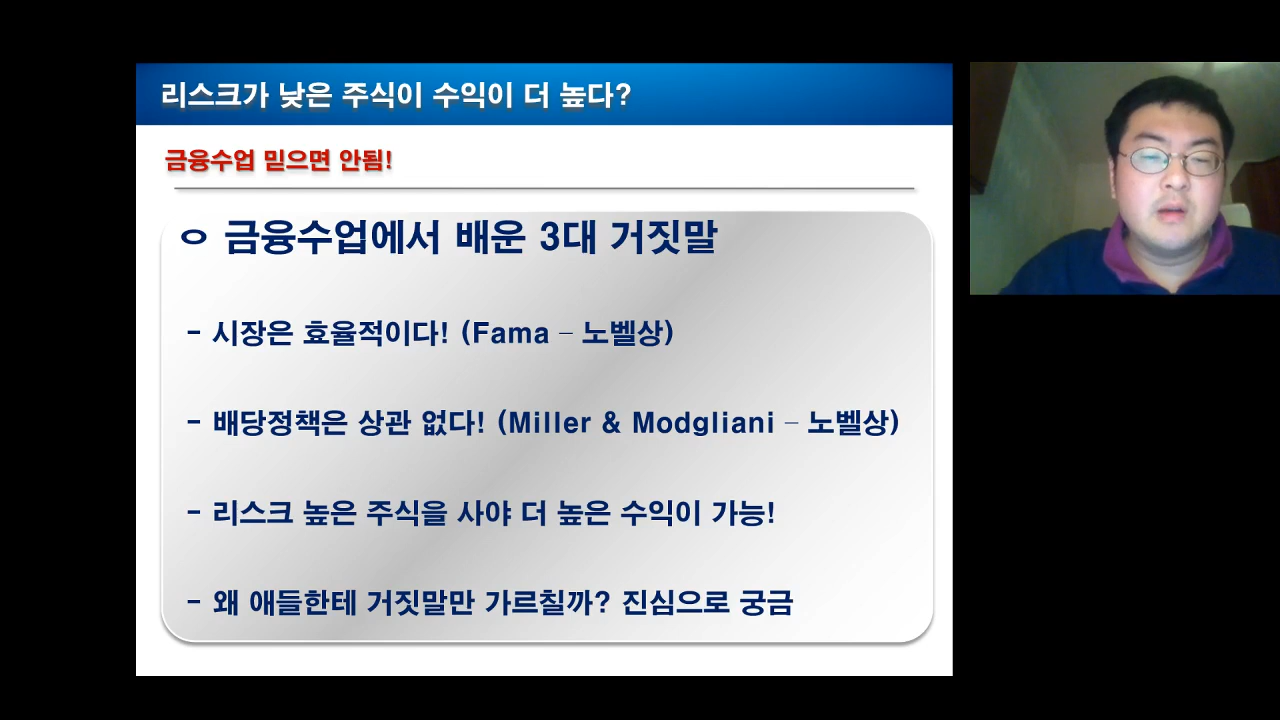 리스크가 낮은 주식이 수익이 더 높다?
금융수업 믿으면 안됨!
ㅇ 금융수업에서 배운 3대 거짓말
- 시장은 효율적이다! (Fama – 노벨상)
- 배당정책은 상관 없다! (Miller & Modgliani – 노벨상)
- 리스크 높은 주식을 사야 더 높은 수익이 가능!
- 왜 애들한테 거짓말만 가르칠까? 진심으로 궁금